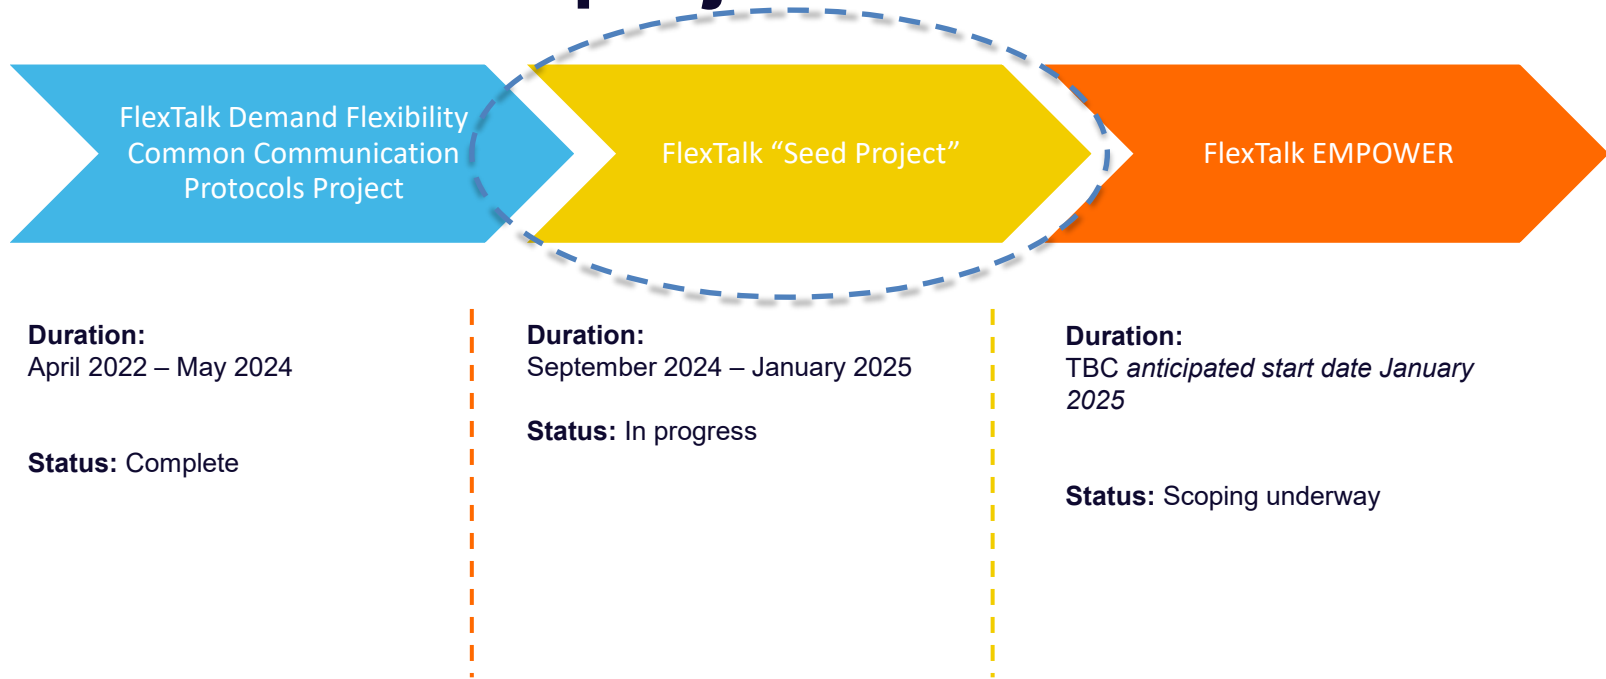 FlexTalk Demand Flexibility
Common Communication
Protocols Project
FlexTalk “Seed Project”
FlexTalk EMPOWER
Duration:
April 2022 – May 2024
Status: Complete
Duration:
September 2024 – January 2025
Status: In progress
Duration:
TBC anticipated start date January
2025
Status: Scoping underway